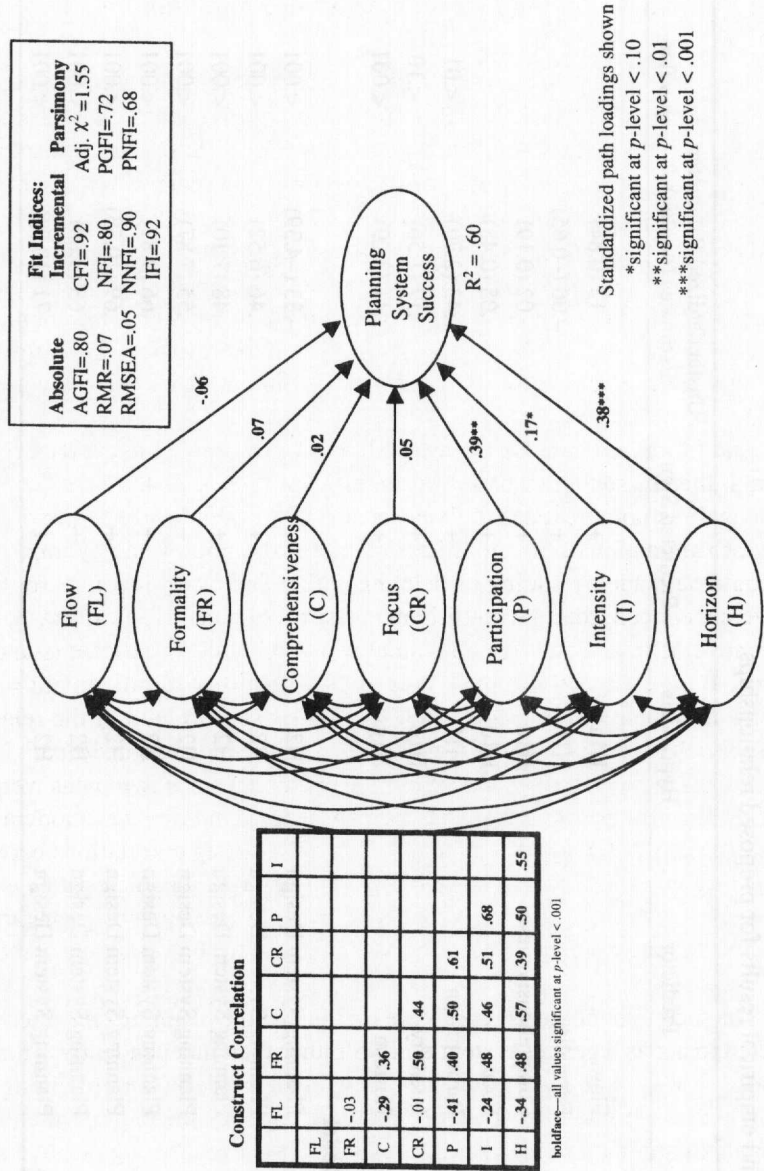 Fit Indices:
Absolute Incremental Parsimony
AGFI=.80 CFI=.92 Adj. χ² =1.55
RMR=.07 NFI=.80 PGFI=.72
RMSEA=.05 NNFI=.90 PNFI=.68
IFI=.92
Flow
(FL)
Formality
(FR)
Comprehensiveness
(C)
Focus
(CR)
Participation
(P)
Intensity
(I)
Horizon
(H)
-.06
.07
.02
.05
.39**
.17*
.38***
Planning
System
Success
R² = .60
Construct Correlation
FL FR C CR P I
FL
FR -.03
C -.29 .36
CR -.01 .50 .44
P -.41 .40 .50 .61
I -.24 .48 .46 .51 .68
H -.34 .48 .57 .39 .50 .55
boldface—all values significant at p-level < .001
Standardized path loadings shown
*significant at p-level < .10
**significant at p-level < .01
***significant at p-level < .001